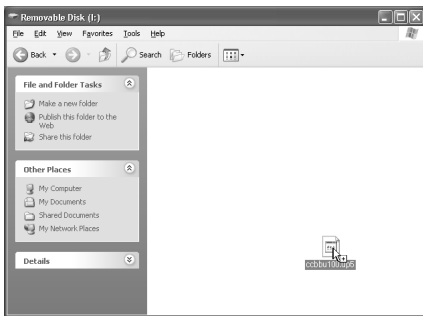 Removable Disk (I:)
File Edit View Favorites Tools Help
Back Search Folders
File and Folder Tasks
Make a new folder
Publish this folder to the
Web
Share this folder
Other Places
My Computer
My Documents
Shared Documents
My Network Places
Details